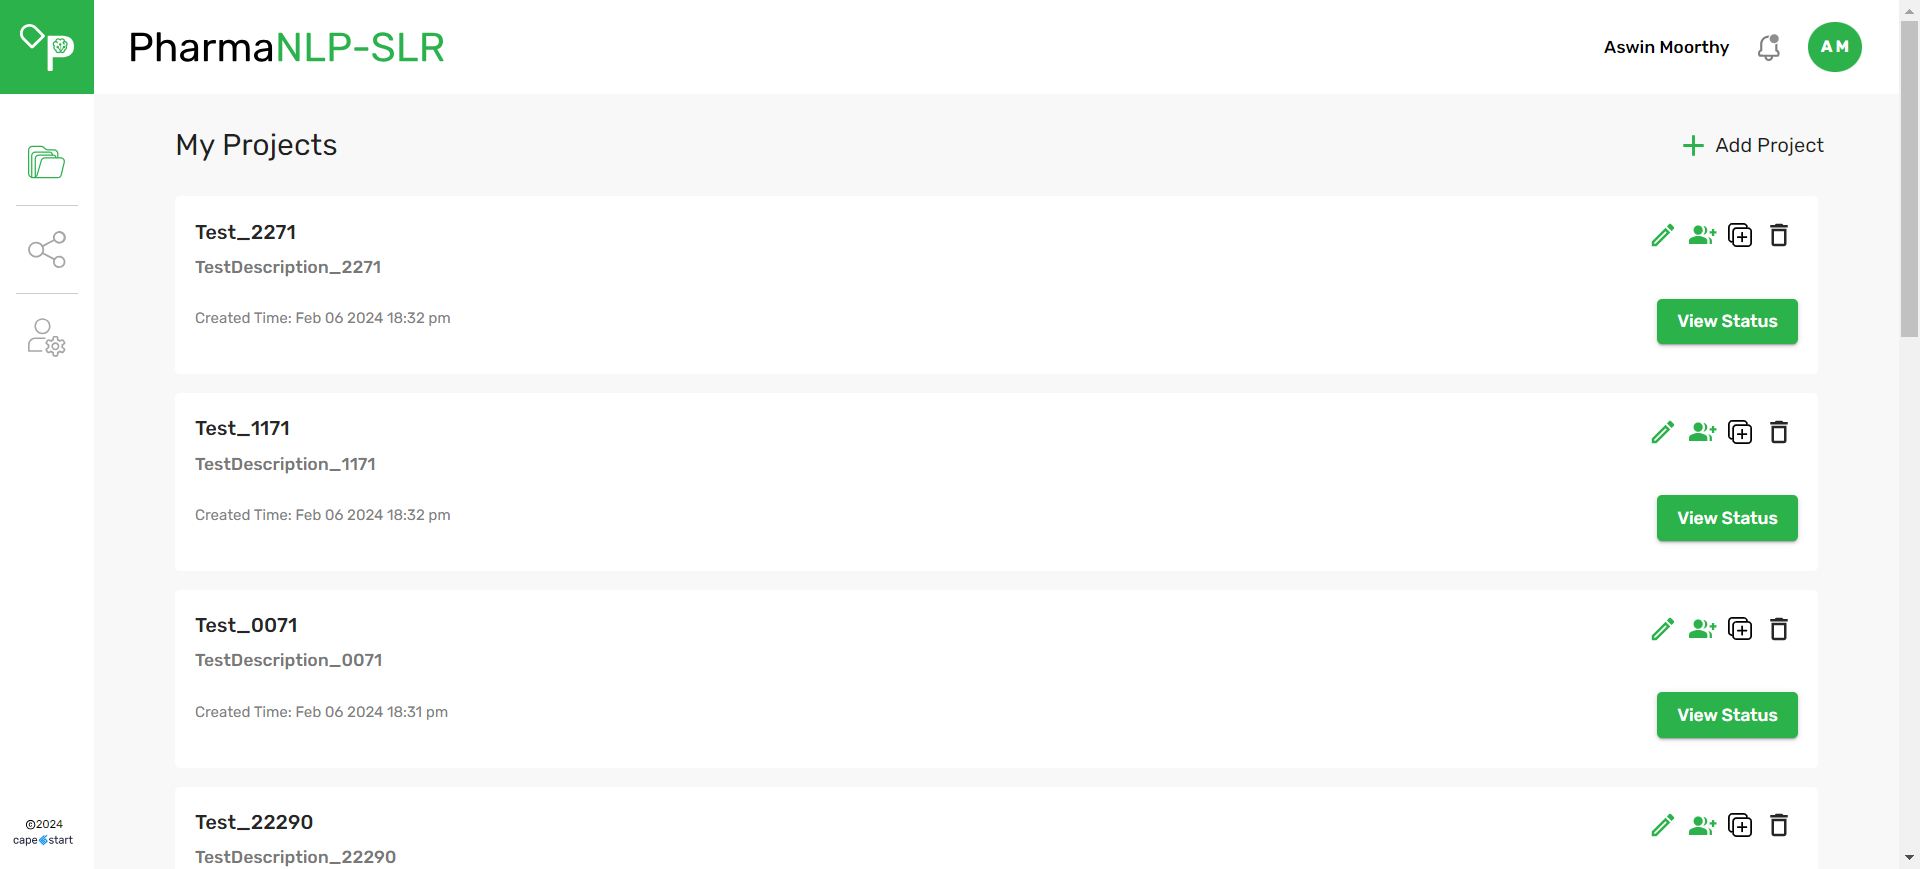 P
PharmaNLP-SLR
Aswin Moorthy
AM
My Projects
Add Project
Test_2271
TestDescription_2271
Created Time: Feb 06 2024 18:32 pm
View Status
Test_1171
TestDescription_1171
Created Time: Feb 06 2024 18:32 pm
View Status
Test_0071
TestDescription_0071
Created Time: Feb 06 2024 18:31 pm
View Status
Test_22290
TestDescription_22290
©2024
capestart